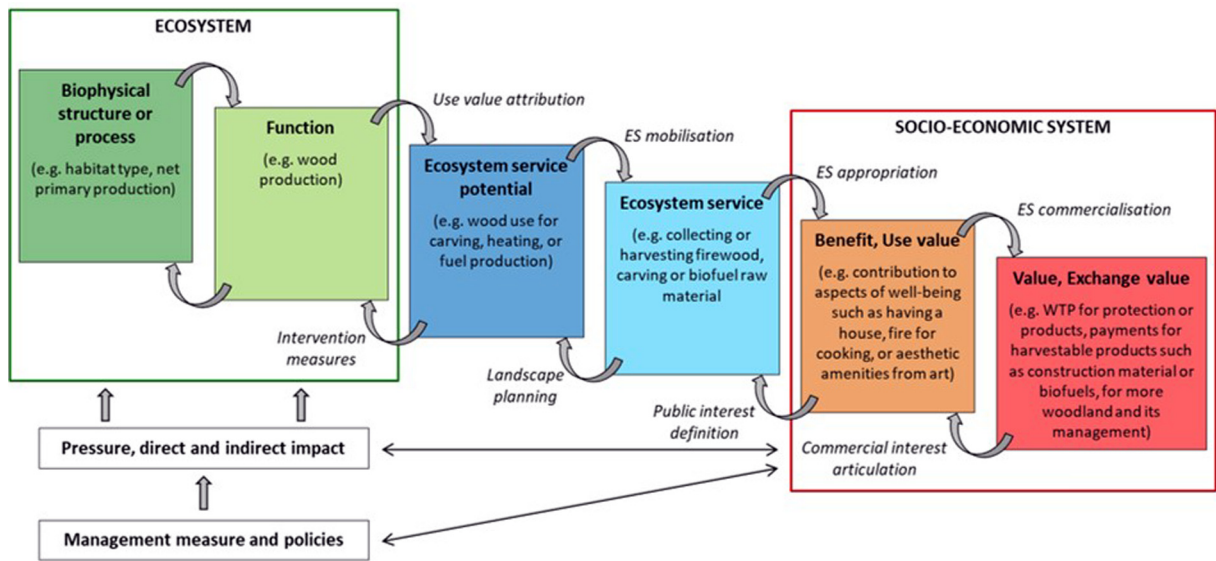 ECOSYSTEM
Biophysical
structure or
process
(e.g. habitat type, net
primary production)
Function
(e.g. wood
production)
Use value attribution
Ecosystem service
potential
(e.g. wood use for
carving, heating, or
fuel production)
Intervention
measures
ES mobilisation
Ecosystem service
(e.g. collecting or
harvesting firewood,
carving or biofuel raw
material
Landscape
planning
SOCIO-ECONOMIC SYSTEM
ES appropriation
Benefit, Use value
(e.g. contribution to
aspects of well-being
such as having a
house, fire for
cooking, or aesthetic
amenities from art)
Public interest
definition
ES commercialisation
Value, Exchange value
(e.g. WTP for protection or
products, payments for
harvestable products such
as construction material or
biofuels, for more
woodland and its
management)
Commercial interest
articulation
Pressure, direct and indirect impact
Management measure and policies